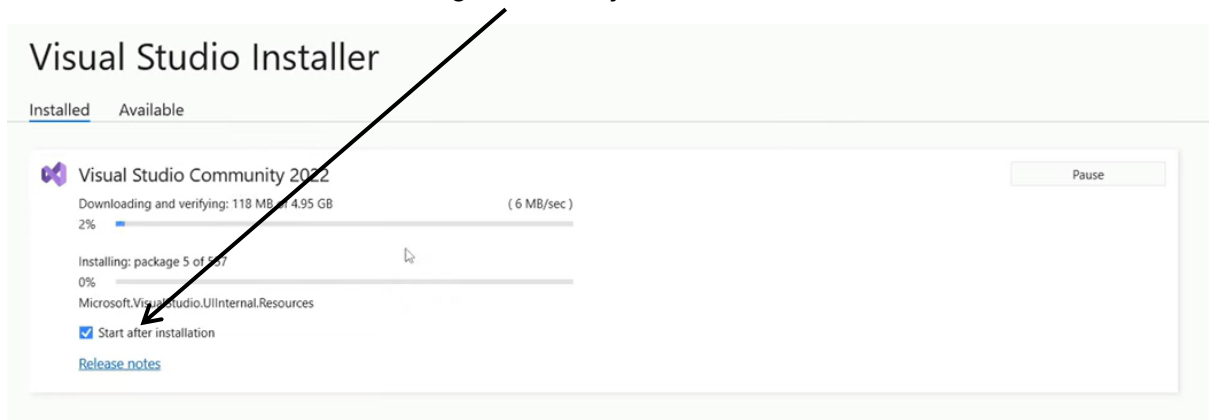 Visual Studio Installer
Installed Available
Visual Studio Community 2022
Pause
Downloading and verifying: 118 MB of 4.95 GB ( 6 MB/sec )
2%
Installing: package 5 of 537
0%
Microsoft.VisualStudio.UIInternal.Resources
Start after installation
Release notes